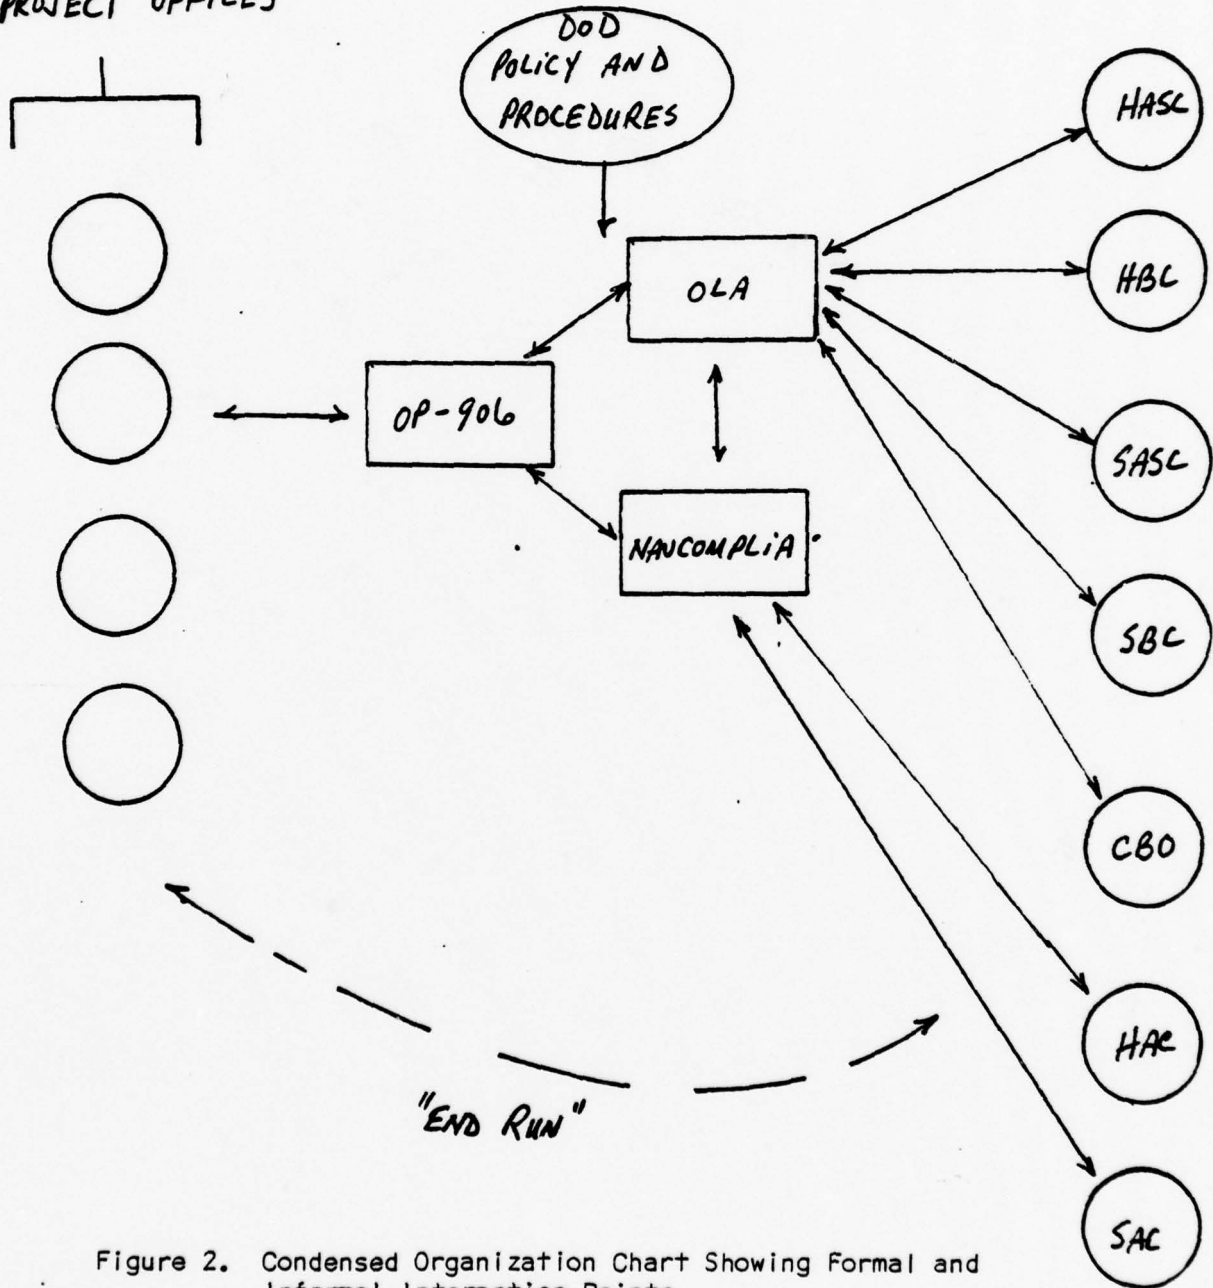 PROJECT OFFICES
DOD
POLICY AND
PROCEDURES
HASC
OLA
HBC
OP-906
SASC
NAVCOMPLIA
SBC
CBO
HAC
"END RUN"
SAC
Figure 2. Condensed Organization Chart Showing Formal and
Informal Interaction Points